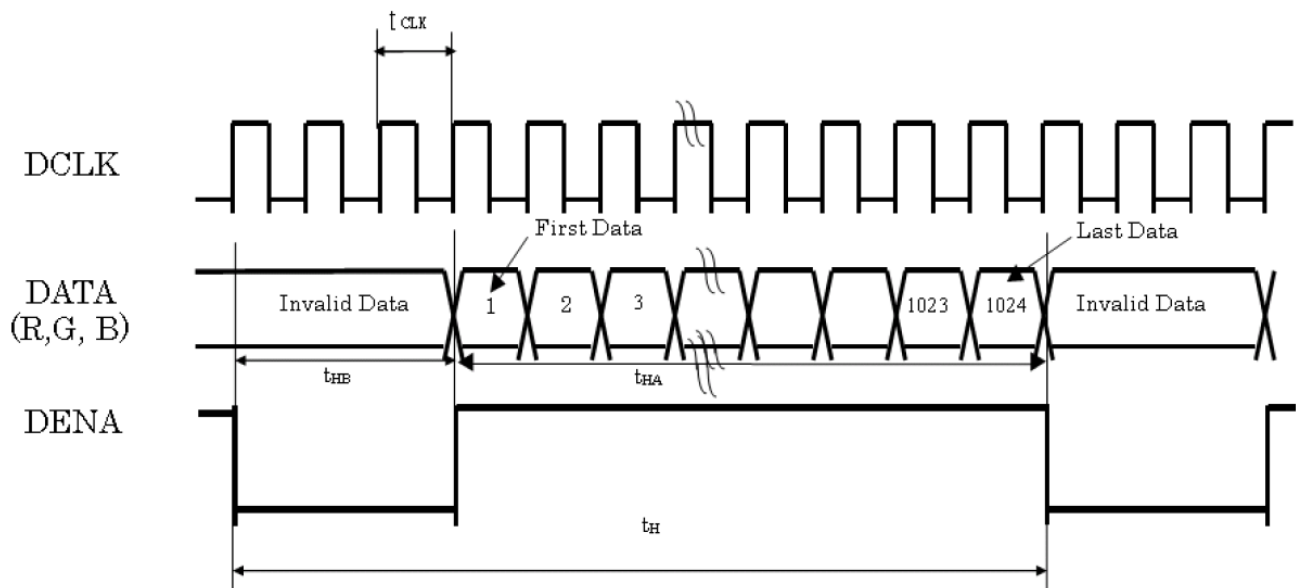 t CLK
DCLK
First Data
Last Data
DATA
(R,G, B)
Invalid Data
1
2
3
1023
1024
Invalid Data
tHB
tHA
DENA
tH